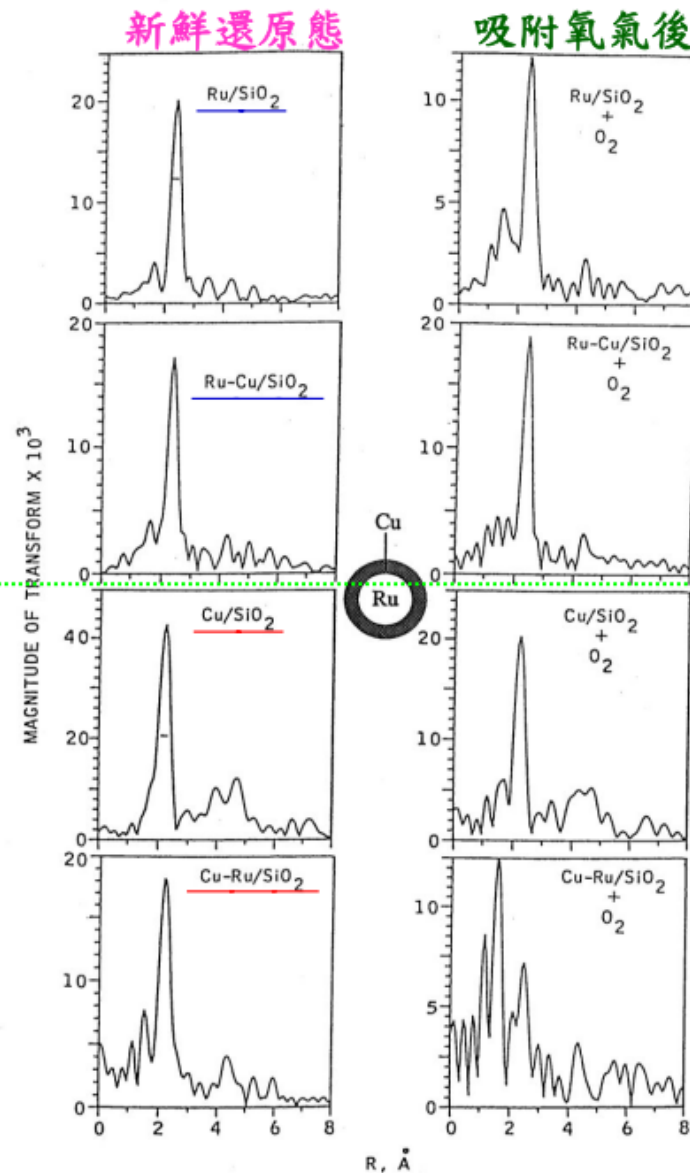 新鮮還原態
吸附氧氣後
Ru/SiO2
20
10
0
Ru/SiO2
+
O2
10
5
0
Ru-Cu/SiO2
20
10
0
Ru-Cu/SiO2
+
O2
20
10
0
MAGNITUDE OF TRANSFORM X 10³
Cu
Ru
Cu/SiO2
40
20
0
Cu/SiO2
+
O2
20
10
0
Cu-Ru/SiO2
20
10
0
0 2 4 6 8
Cu-Ru/SiO2
+
O2
10
5
0
0 2 4 6 8
R, Å